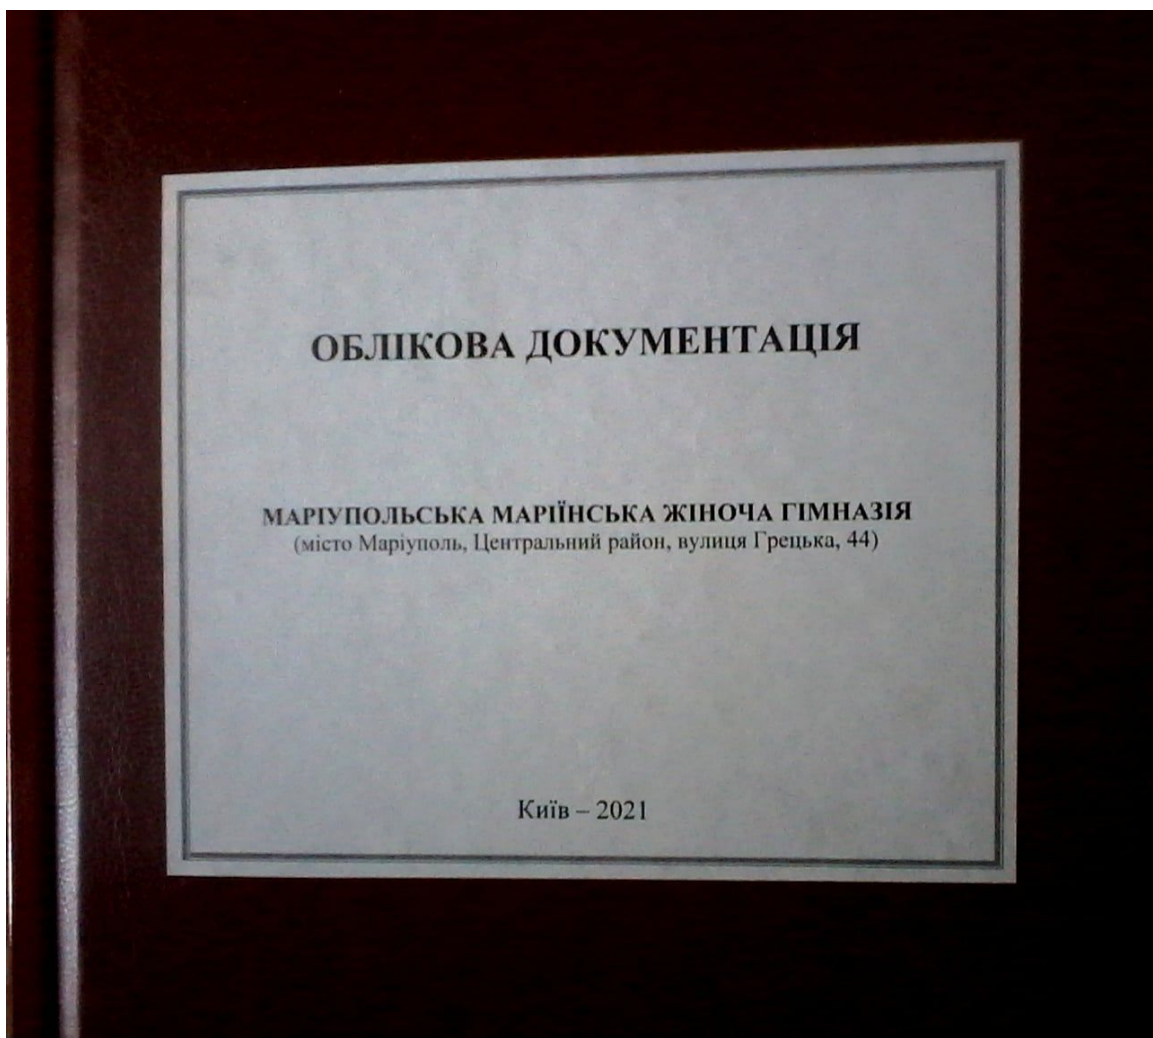 ОБЛІКОВА ДОКУМЕНТАЦІЯ
МАРІУПОЛЬСЬКА МАРІЇНСЬКА ЖІНОЧА ГІМНАЗІЯ
(місто Маріуполь, Центральний район, вулиця Грецька, 44)
Київ – 2021